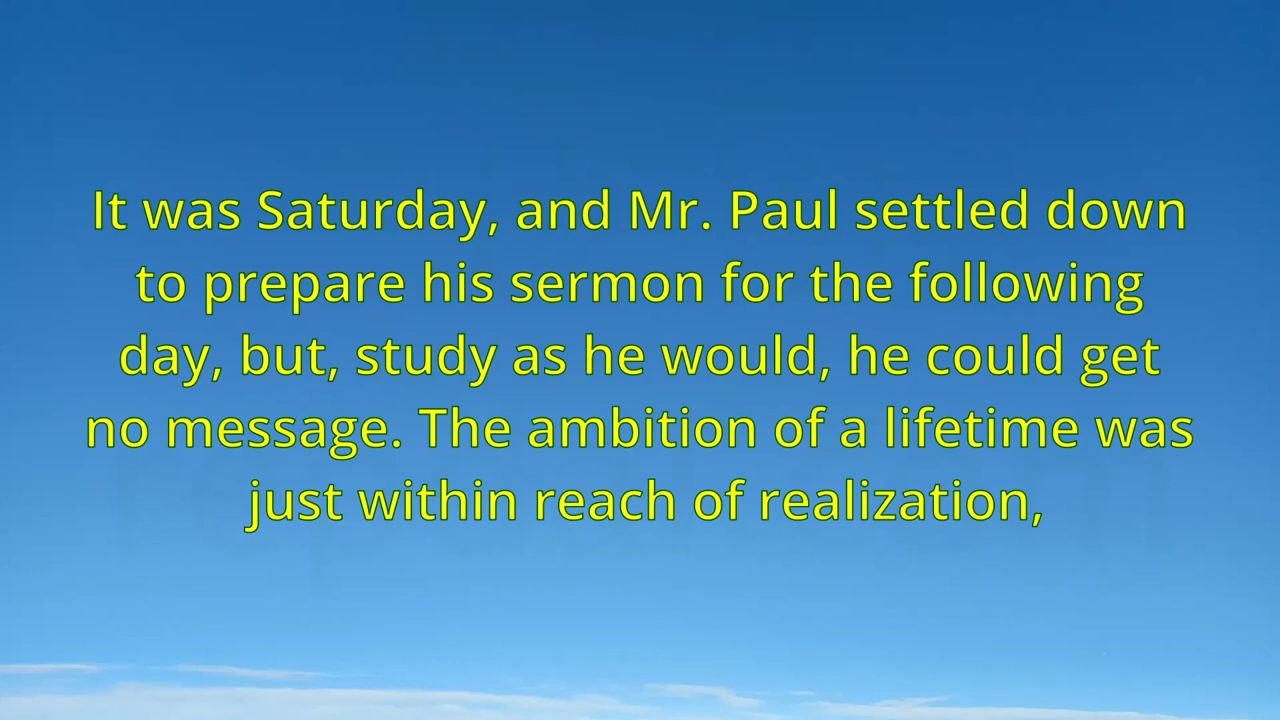 It was Saturday, and Mr. Paul settled down
to prepare his sermon for the following
day, but, study as he would, he could get
no message. The ambition of a lifetime was
just within reach of realization,